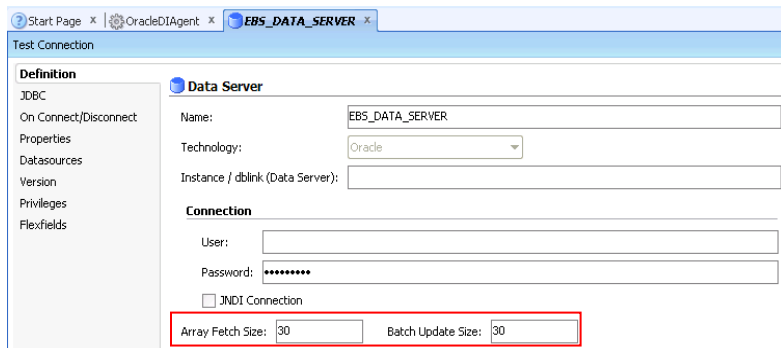 Start Page x OracleDIAgent x EBS_DATA_SERVER x
Test Connection
Definition
JDBC
On Connect/Disconnect
Properties
Datasources
Version
Privileges
Flexfields
Data Server
Name: EBS_DATA_SERVER
Technology: Oracle
Instance / dblink (Data Server):
Connection
User:
Password: •••••••••
JNDI Connection
Array Fetch Size: 30 Batch Update Size: 30